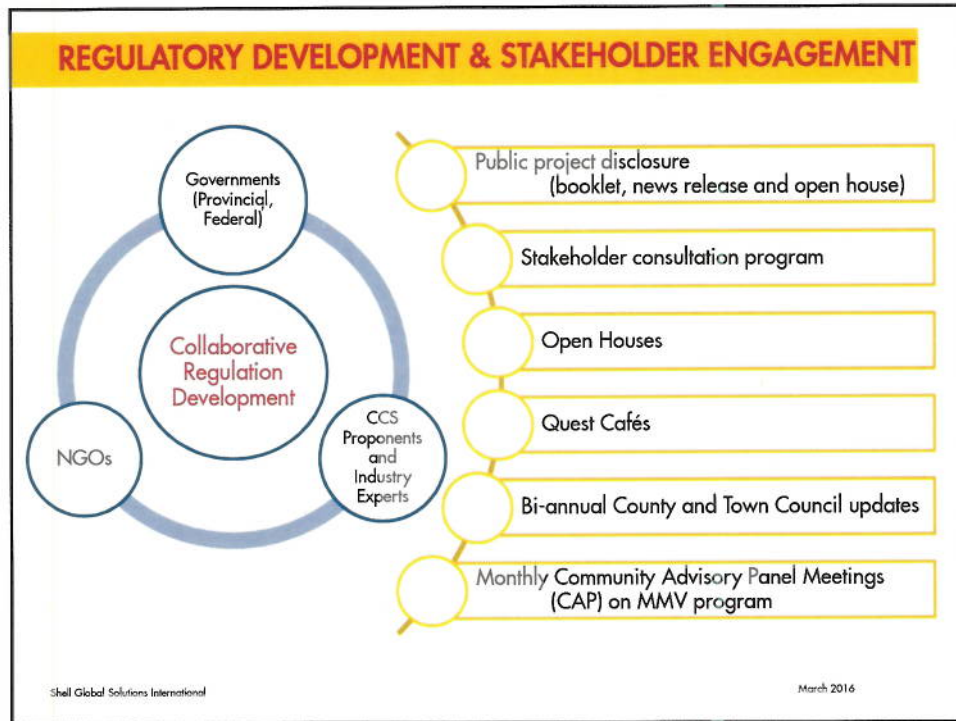 REGULATORY DEVELOPMENT & STAKEHOLDER ENGAGEMENT
Governments
(Provincial,
Federal)
Collaborative
Regulation
Development
NGOs
CCS
Proponents
and
Industry
Experts
Public project disclosure
(booklet, news release and open house)
Stakeholder consultation program
Open Houses
Quest Cafés
Bi-annual County and Town Council updates
Monthly Community Advisory Panel Meetings
(CAP) on MMV program
Shell Global Solutions International
March 2016